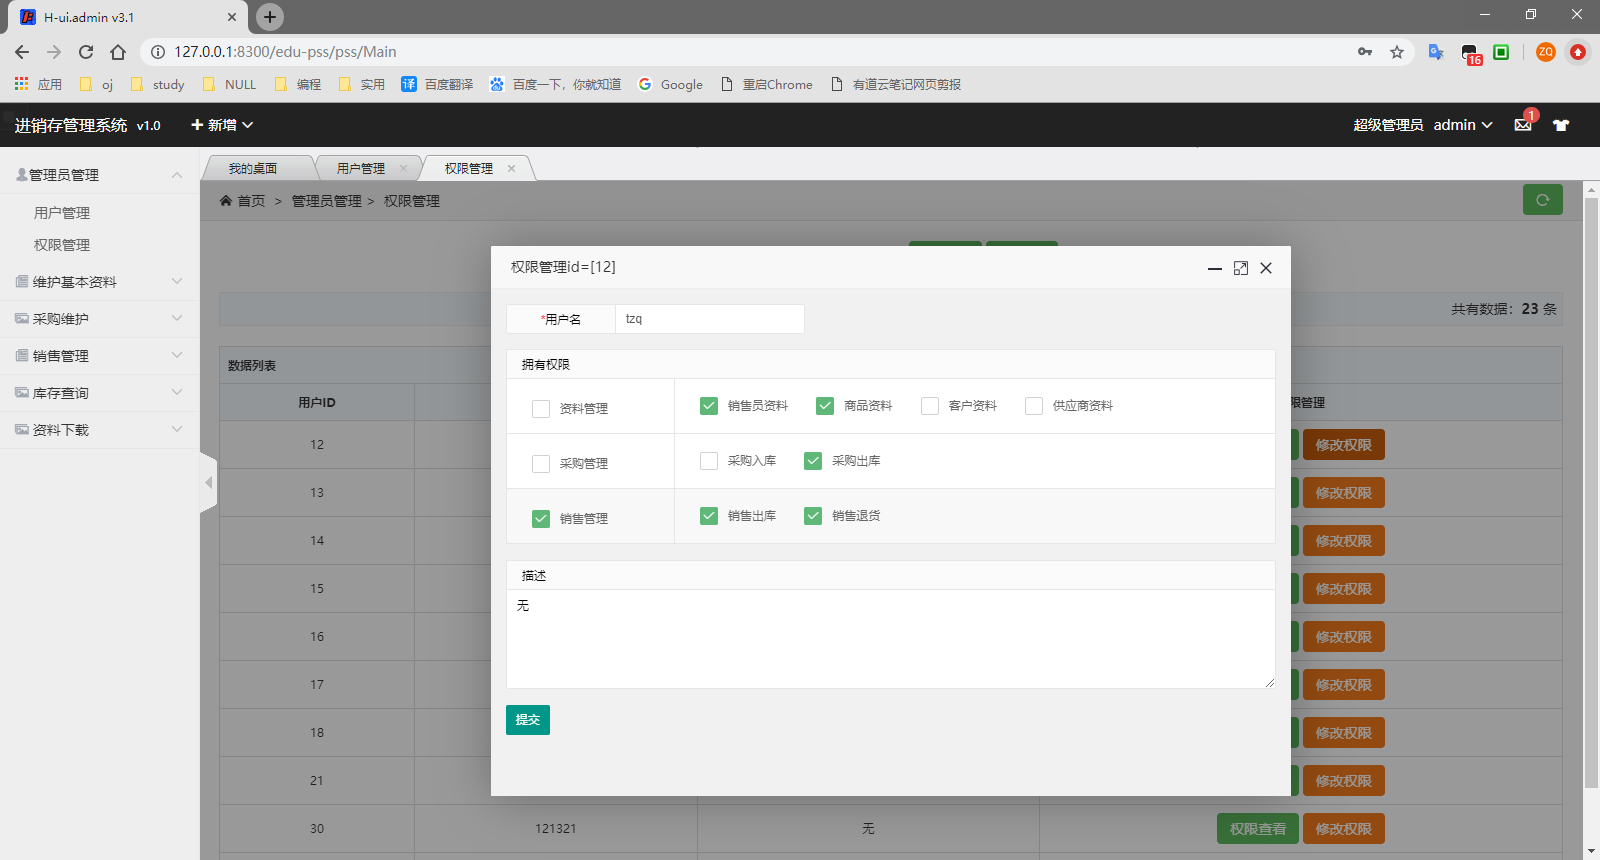 H-ui.admin v3.1
127.0.0.1:8300/edu-pss/pss/Main
16
ZQ
应用 oj study NULL 编程 实用 译 百度翻译 百度一下，你就知道 G Google 重启Chrome 有道云笔记网页剪报
进销存管理系统 v1.0 新增 超级管理员 admin 1
管理员管理
用户管理
权限管理
维护基本资料
采购维护
销售管理
库存查询
资料下载
我的桌面 用户管理 权限管理
首页 > 管理员管理 > 权限管理
共有数据：23 条
数据列表
用户ID 限管理
12 修改权限
13 修改权限
14 修改权限
15 修改权限
16 修改权限
17 修改权限
18 修改权限
21 修改权限
30 121321 无 权限查看 修改权限
权限管理id=[12]
*用户名 tzq
拥有权限
资料管理 销售员资料 商品资料 客户资料 供应商资料
采购管理 采购入库 采购出库
销售管理 销售出库 销售退货
描述
无
提交